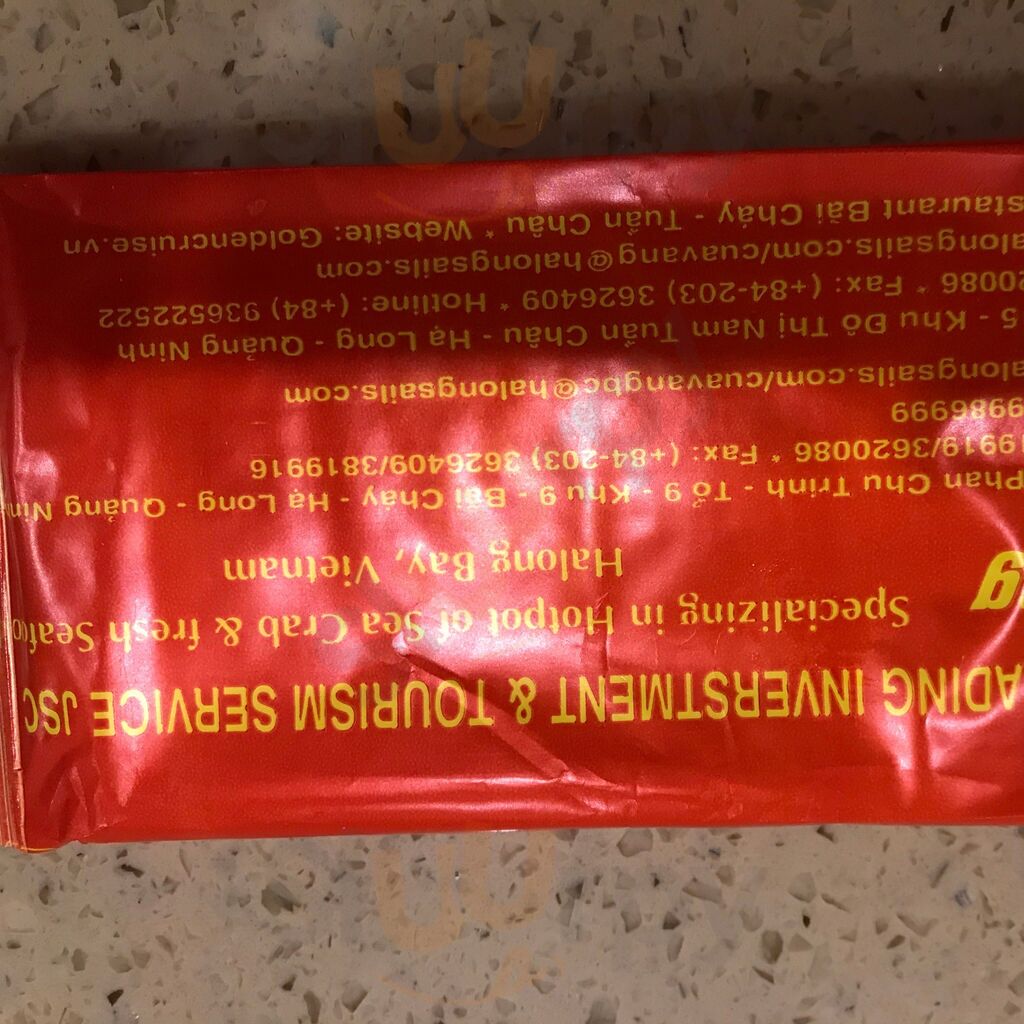 ADING INVERSTMENT & TOURISM SERVICE JSC
Specializing in Hotpot of Sea Crab & fresh Seafo
g
Halong Bay, Vietnam
Phan Chu Trinh - Tổ 9 - Khu 9 - Bãi Cháy - Hạ Long - Quảng Nin
9919/3620086 * Fax: (+84-203) 3626409/3819916
9986999
alongsails.com/cuavangbc@halongsails.com
5 - Khu Đô Thị Nam Tuần Châu - Hạ Long - Quảng Ninh
20086 * Fax: (+84-203) 3626409 * Hotline: (+84) 936522522
alongsails.com/cuavang@halongsails.com
staurant Bãi Cháy - Tuần Châu * Website: Goldencruise.vn